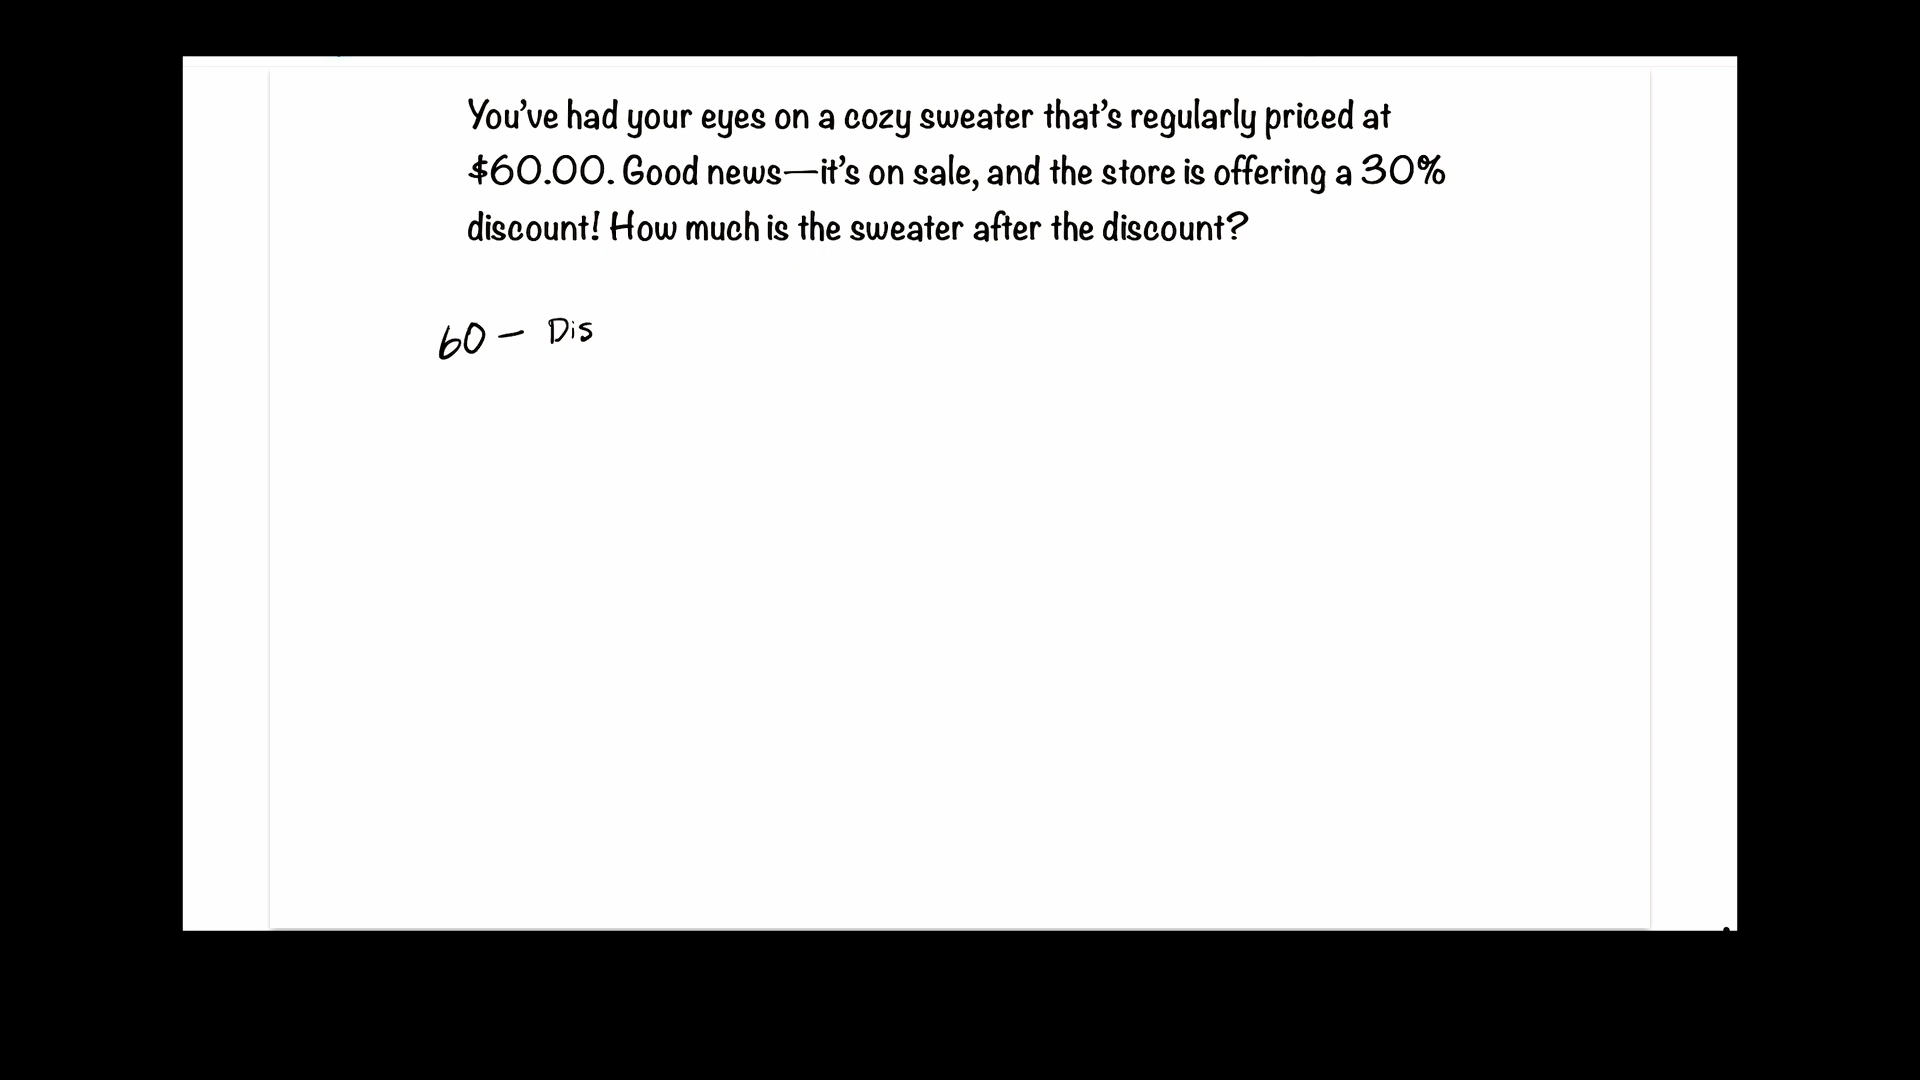 You've had your eyes on a cozy sweater that's regularly priced at
$60.00. Good news—it's on sale, and the store is offering a 30%
discount! How much is the sweater after the discount?
60 – Dis